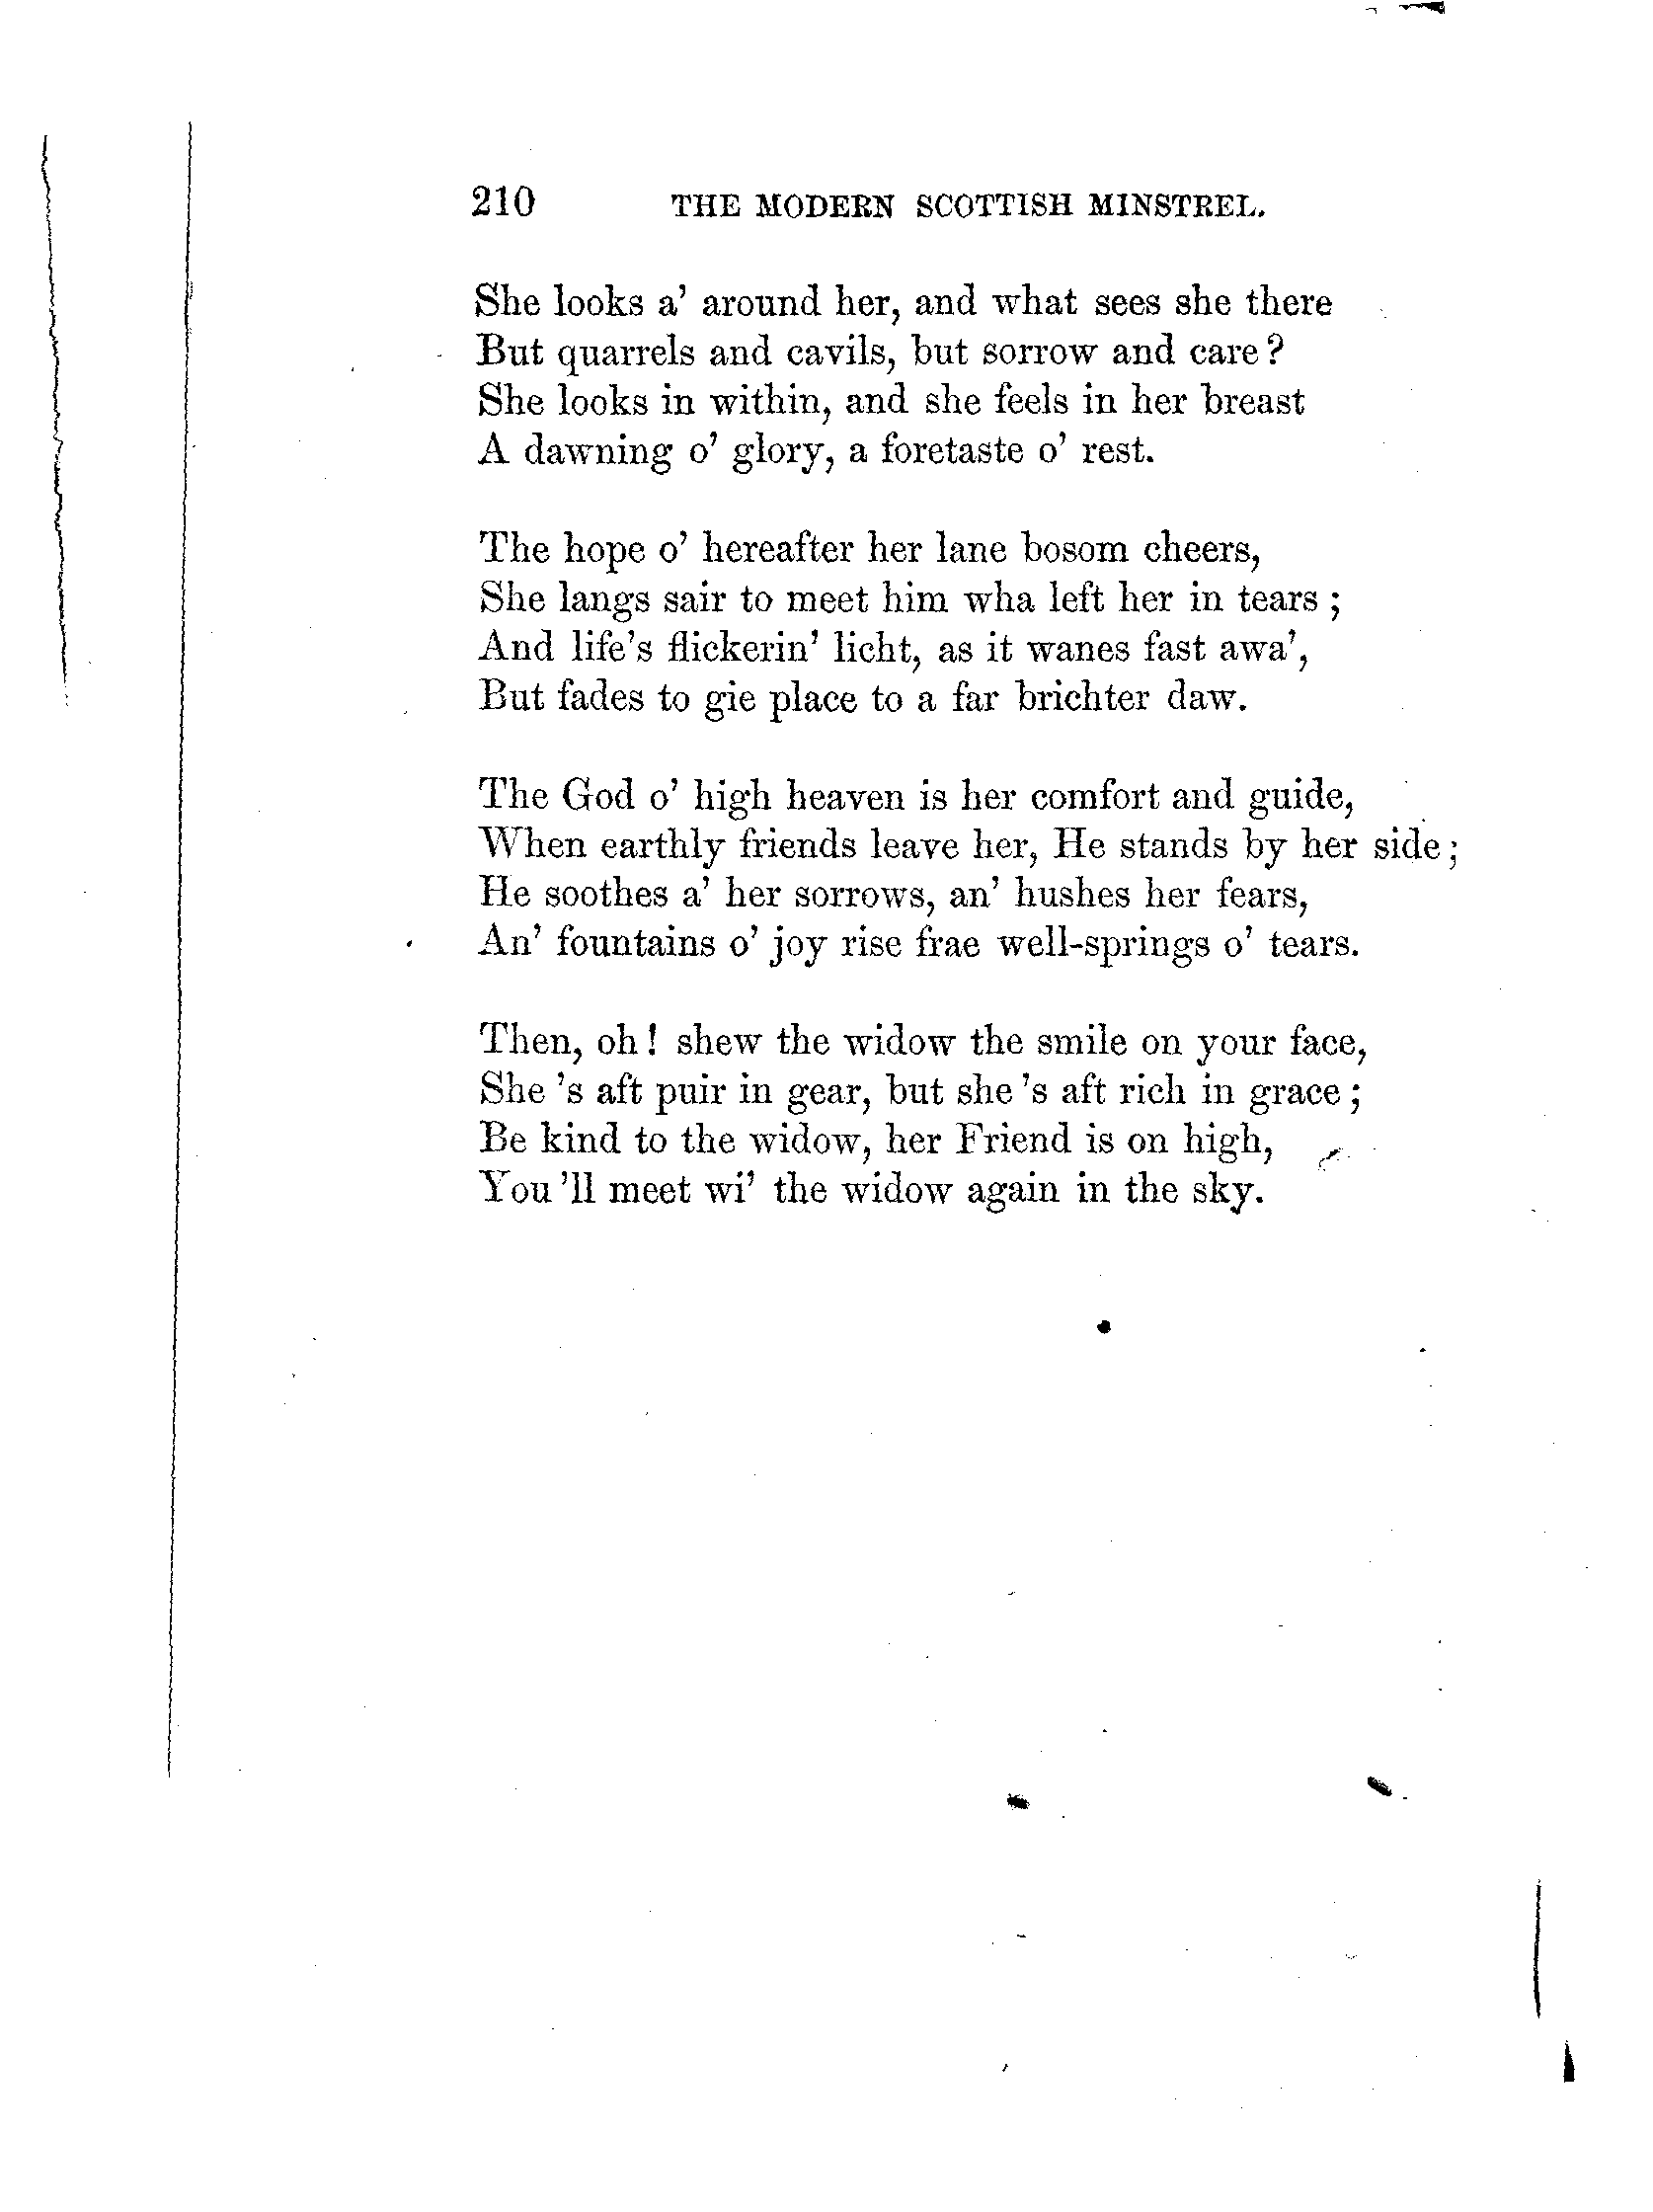 210 THE MODERN SCOTTISH MINSTREL.
She looks a' around her, and what sees she there
But quarrels and cavils, but sorrow and care?
She looks in within, and she feels in her breast
A dawning o' glory, a foretaste o' rest.
The hope o' hereafter her lane bosom cheers,
She langs sair to meet him wha left her in tears;
And life's flickerin' licht, as it wanes fast awa',
But fades to gie place to a far brichter daw.
The God o' high heaven is her comfort and guide,
When earthly friends leave her, He stands by her side;
He soothes a' her sorrows, an' hushes her fears,
An' fountains o' joy rise frae well-springs o' tears.
Then, oh! shew the widow the smile on your face,
She 's aft puir in gear, but she 's aft rich in grace;
Be kind to the widow, her Friend is on high,
You 'll meet wi' the widow again in the sky.